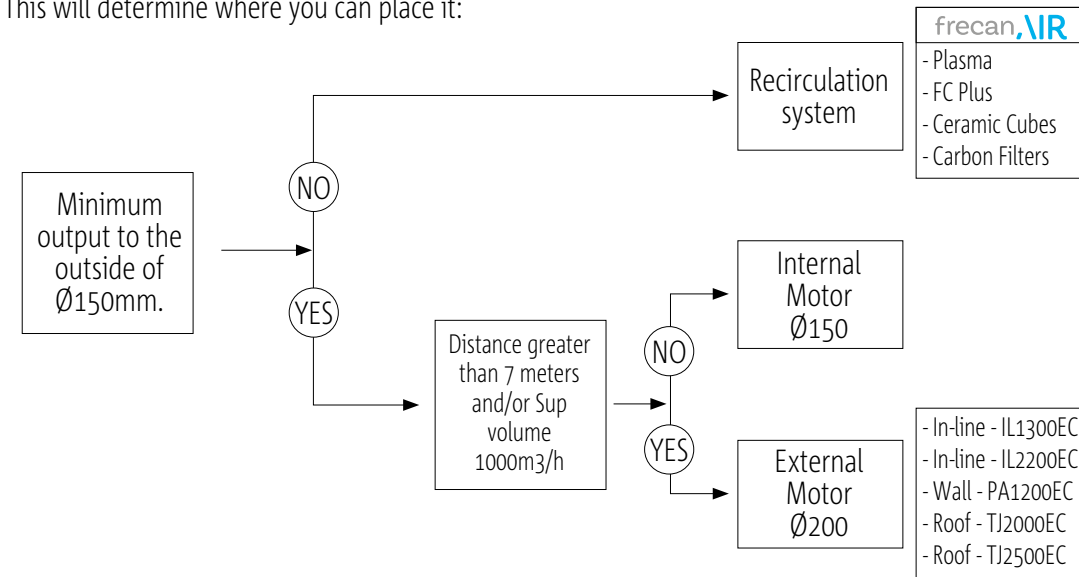 This will determine where you can place it:
frecan,AIR
- Plasma
- FC Plus
- Ceramic Cubes
- Carbon Filters
Recirculation
system
NO
Minimum
output to the
outside of
Ø150mm.
YES
Internal
Motor
Ø150
NO
Distance greater
than 7 meters
and/or Sup
volume
1000m3/h
YES
External
Motor
Ø200
- In-line - IL1300EC
- In-line - IL2200EC
- Wall - PA1200EC
- Roof - TJ2000EC
- Roof - TJ2500EC